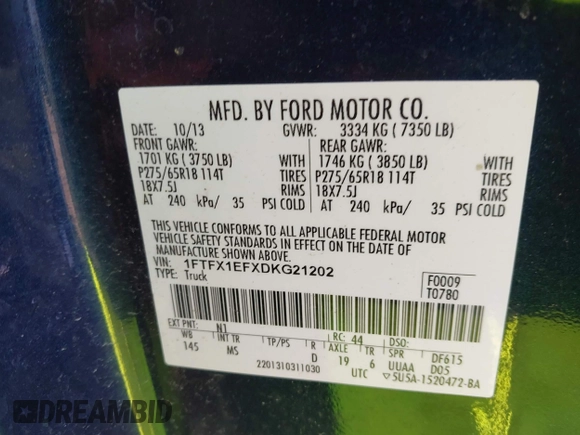 MFD. BY FORD MOTOR CO.
DATE: 10/13 GVWR: 3334 KG ( 7350 LB)
FRONT GAWR: REAR GAWR:
1701 KG ( 3750 LB) WITH 1746 KG ( 3850 LB) WITH
P275/65R18 114T TIRES P275/65R18 114T TIRES
18X7.5J RIMS 18X7.5J RIMS
AT 240 kPa/ 35 PSI COLD AT 240 kPa/ 35 PSI COLD
THIS VEHICLE CONFORMS TO ALL APPLICABLE FEDERAL MOTOR
VEHICLE SAFETY STANDARDS IN EFFECT ON THE DATE OF
MANUFACTURE SHOWN ABOVE.
VIN: 1FTFX1EFXDKG21202
TYPE: Truck
F0009
T0780
EXT PNT: N1 RC: 44 DSO:
WB INT TR TP/PS R AXLE TR SPR DF615
145 MS D 19 6 UUAA D05
2201310311030 UTC 5U5A-1520472-BA
DREAMBID